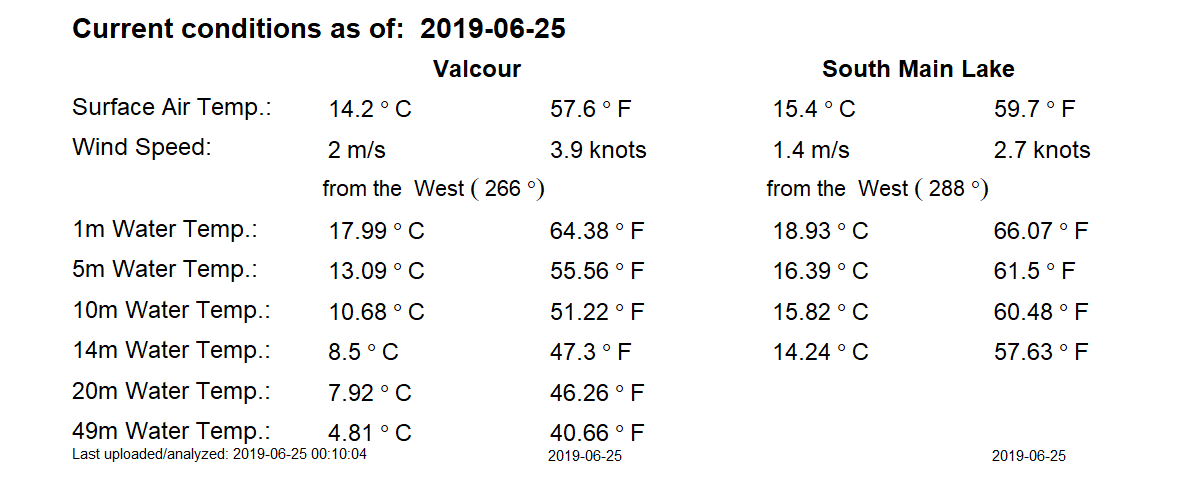 Current conditions as of:  2019-06-25
Valcour South Main Lake
Surface Air Temp.: 14.2 ° C 57.6 ° F 15.4 ° C 59.7 ° F
Wind Speed: 2 m/s 3.9 knots 1.4 m/s 2.7 knots
from the  West ( 266 °) from the  West ( 288 °)
1m Water Temp.: 17.99 ° C 64.38 ° F 18.93 ° C 66.07 ° F
5m Water Temp.: 13.09 ° C 55.56 ° F 16.39 ° C 61.5 ° F
10m Water Temp.: 10.68 ° C 51.22 ° F 15.82 ° C 60.48 ° F
14m Water Temp.: 8.5 ° C 47.3 ° F 14.24 ° C 57.63 ° F
20m Water Temp.: 7.92 ° C 46.26 ° F
49m Water Temp.: 4.81 ° C 40.66 ° F
Last uploaded/analyzed: 2019-06-25 00:10:04 2019-06-25 2019-06-25